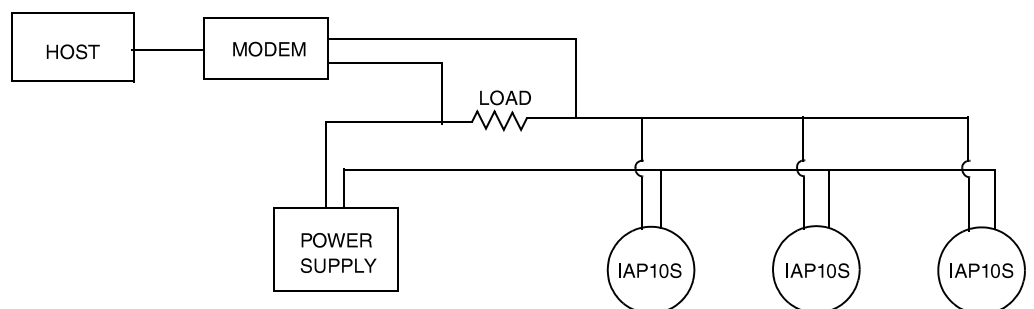 HOST
MODEM
LOAD
POWER
SUPPLY
IAP10S
IAP10S
IAP10S